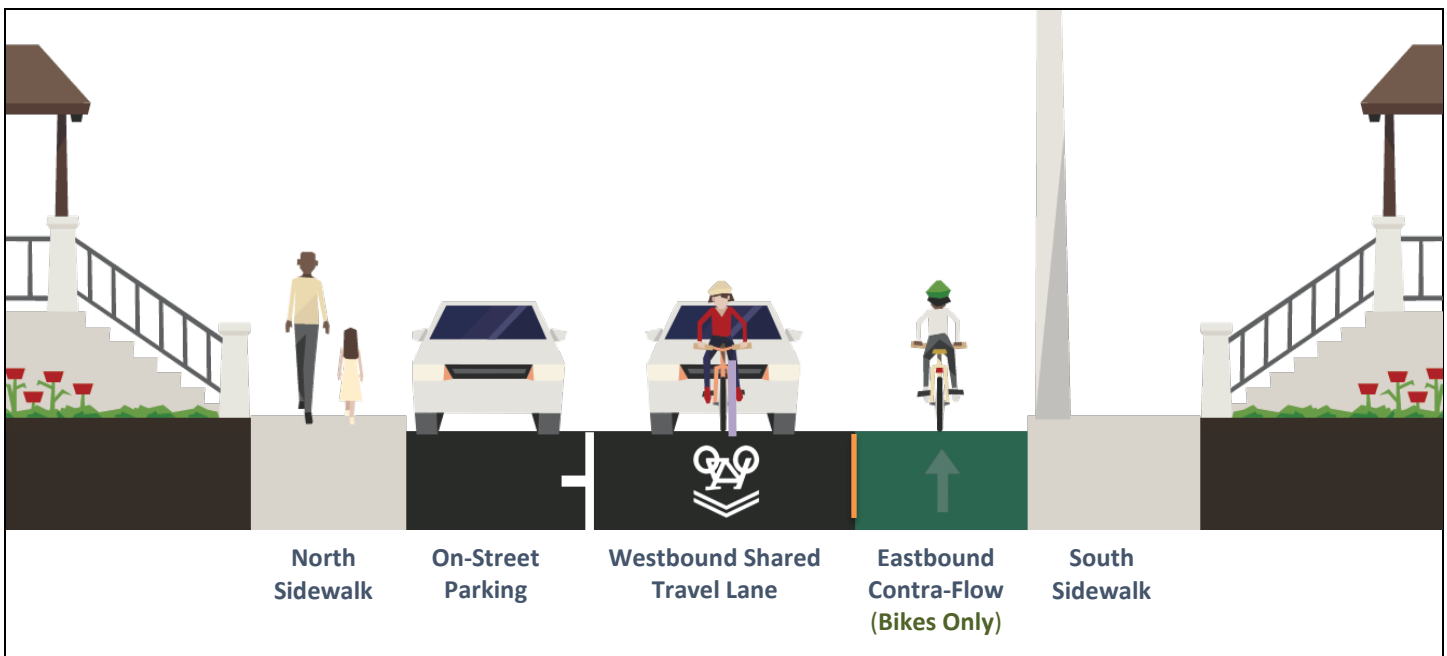 North
Sidewalk
On-Street
Parking
Westbound Shared
Travel Lane
Eastbound
Contra-Flow
(Bikes Only)
South
Sidewalk